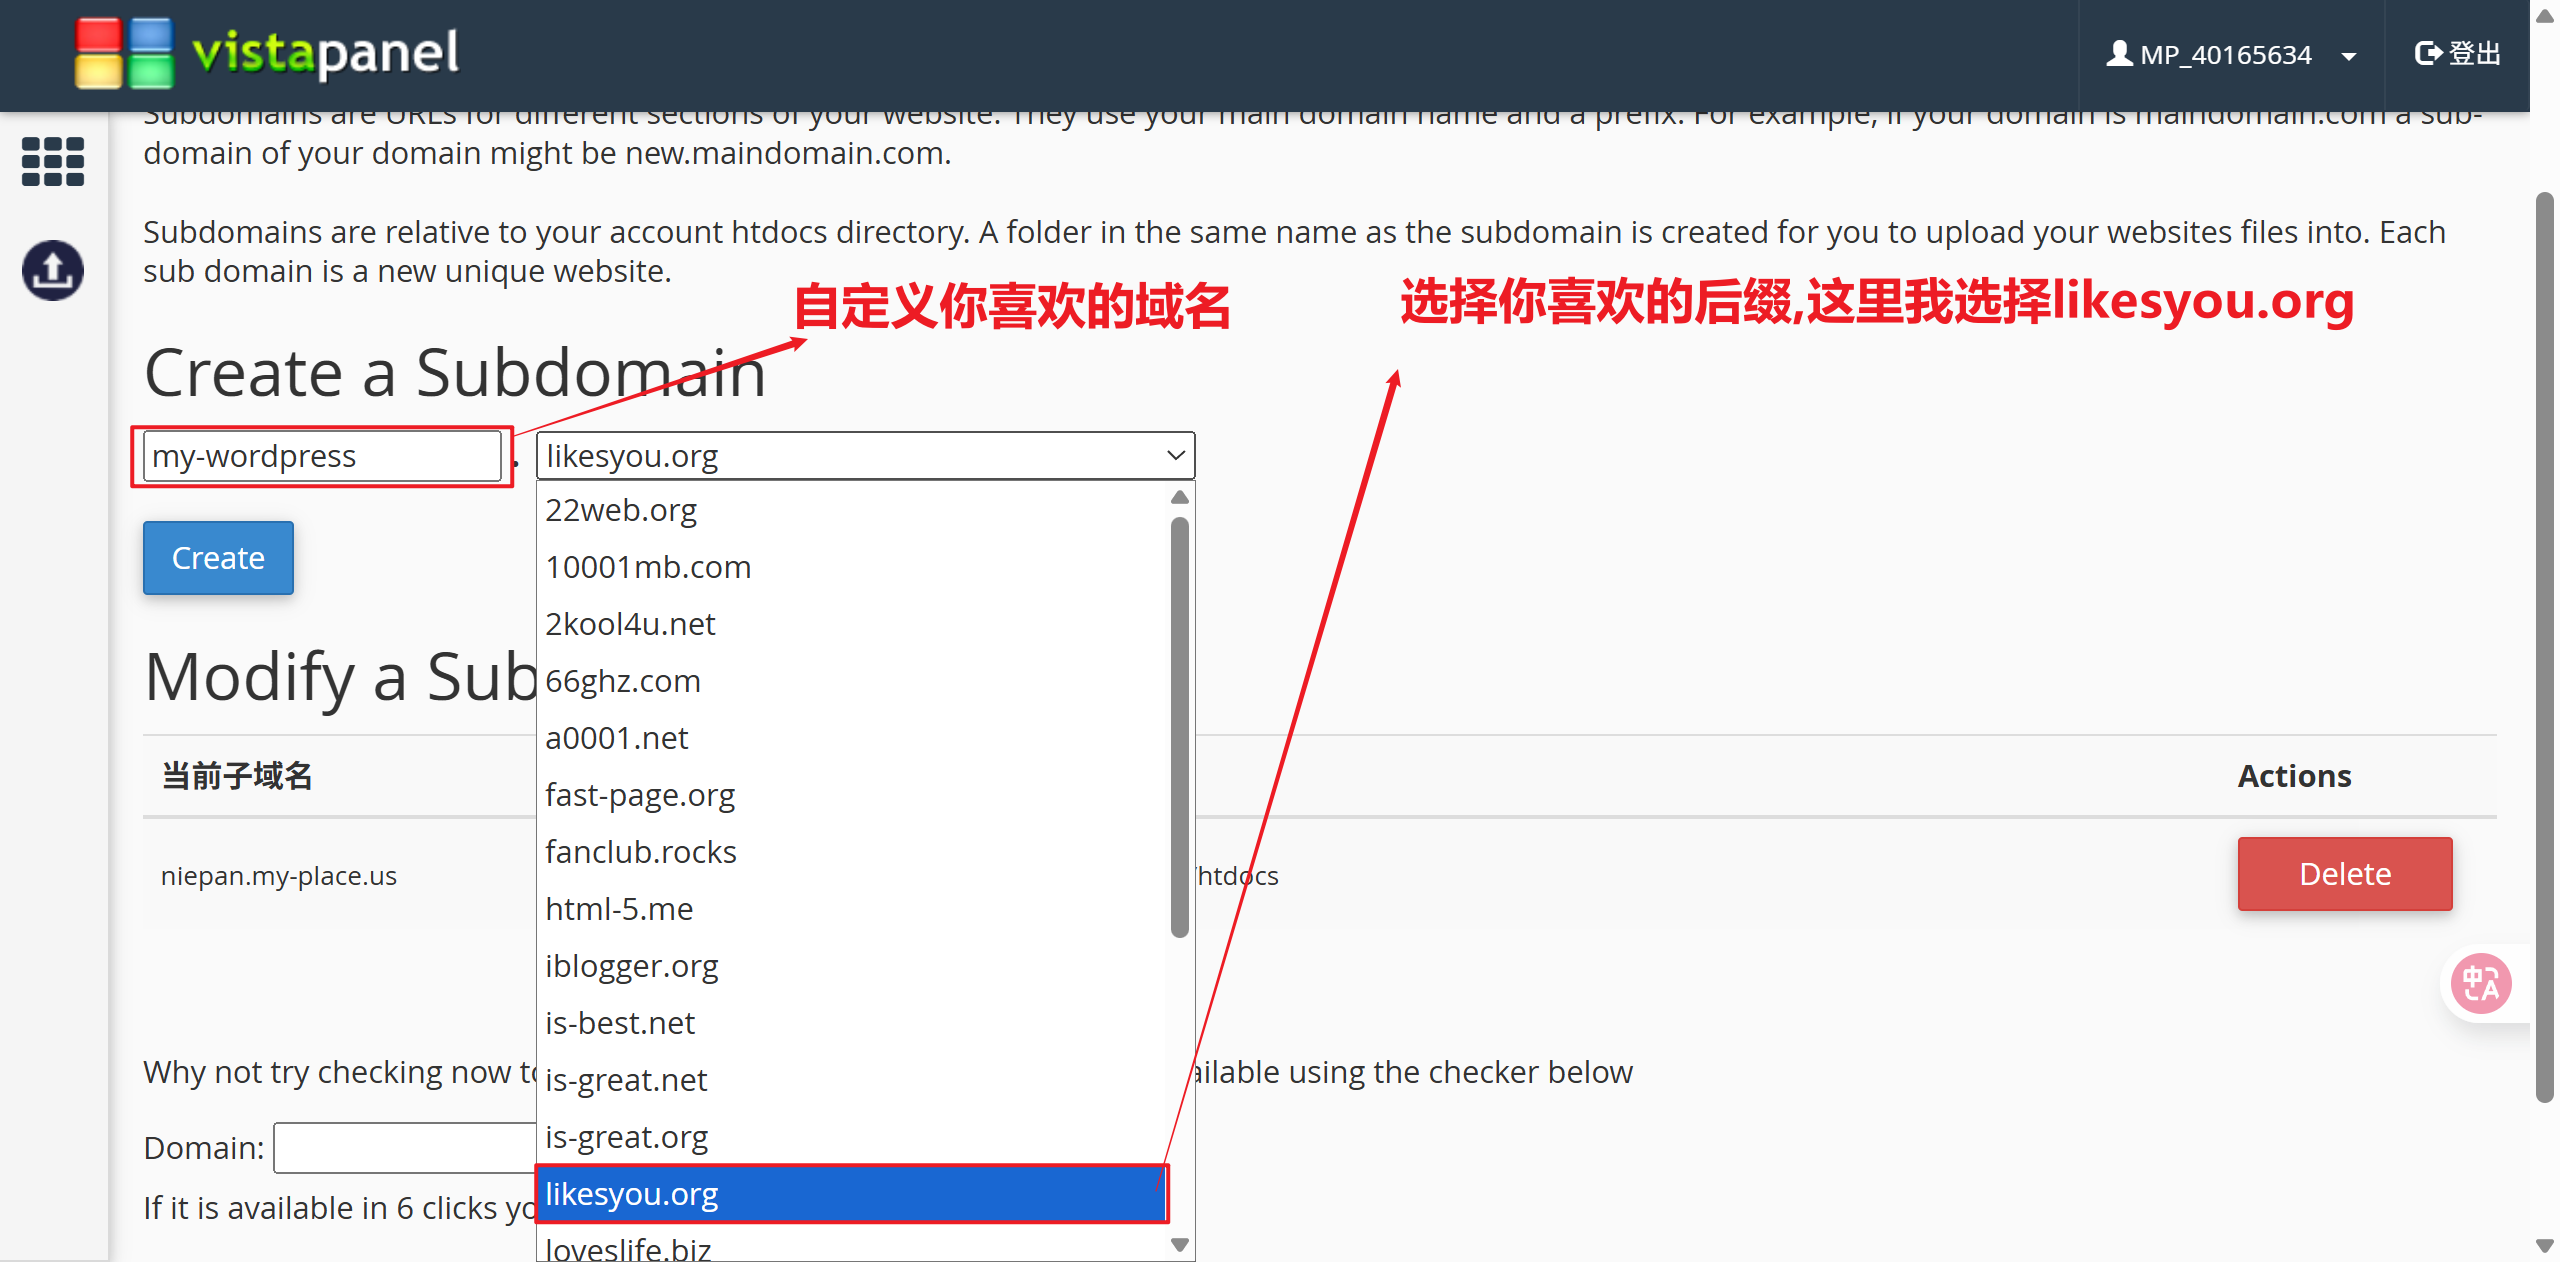 vistapanel
MP_40165634
登出
Subdomains are URLs for different sections of your website. They use your main domain name and a prefix. For example, if your domain is maindomain.com a sub-
domain of your domain might be new.maindomain.com.
Subdomains are relative to your account htdocs directory. A folder in the same name as the subdomain is created for you to upload your websites files into. Each
sub domain is a new unique website.
自定义你喜欢的域名
选择你喜欢的后缀,这里我选择likesyou.org
Create a Subdomain
my-wordpress . likesyou.org
22web.org
10001mb.com
2kool4u.net
66ghz.com
a0001.net
fast-page.org
fanclub.rocks
html-5.me
iblogger.org
is-best.net
is-great.net
is-great.org
likesyou.org
loveslife.biz
Create
Modify a Sub
当前子域名
Actions
niepan.my-place.us
/htdocs
Delete
中A
Why not try checking now to
ailable using the checker below
Domain:
If it is available in 6 clicks yo